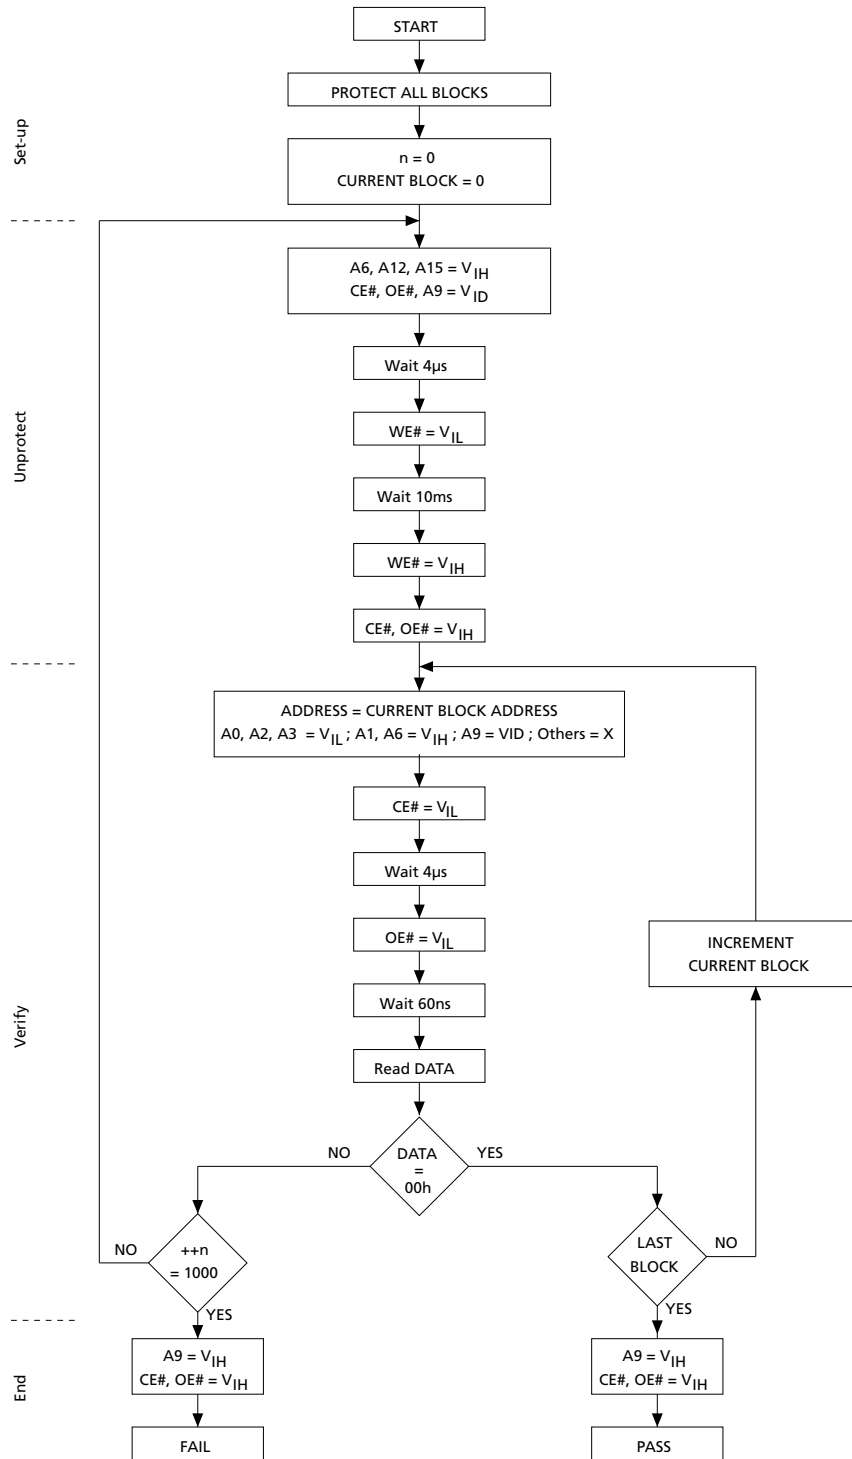 START
PROTECT ALL BLOCKS
Set-up
n = 0
CURRENT BLOCK = 0
A6, A12, A15 = VIH
CE#, OE#, A9 = VID
Wait 4µs
Unprotect
WE# = VIL
Wait 10ms
WE# = VIH
CE#, OE# = VIH
ADDRESS = CURRENT BLOCK ADDRESS
A0, A2, A3 = VIL ; A1, A6 = VIH ; A9 = VID ; Others = X
CE# = VIL
Wait 4µs
OE# = VIL
INCREMENT
CURRENT BLOCK
Wait 60ns
Verify
Read DATA
NO
DATA
=
00h
YES
NO
++n
= 1000
YES
LAST
BLOCK
NO
YES
End
A9 = VIH
CE#, OE# = VIH
A9 = VIH
CE#, OE# = VIH
FAIL
PASS